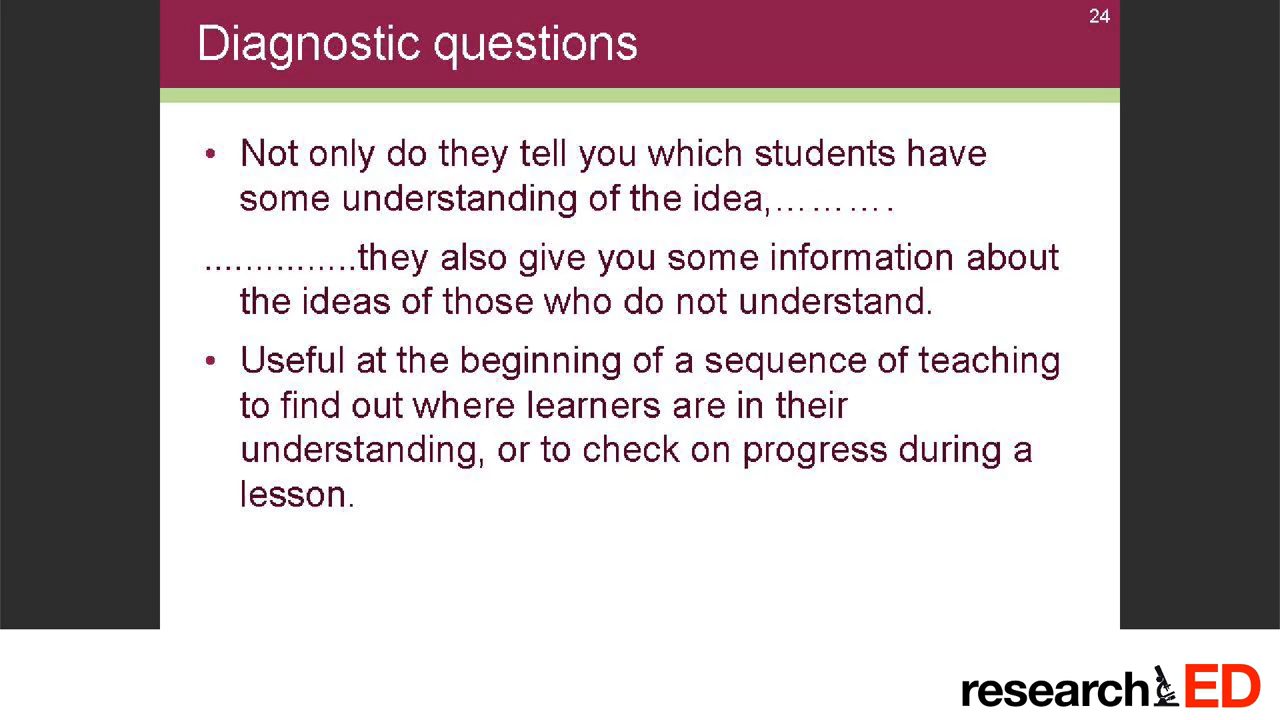 24
Diagnostic questions
• Not only do they tell you which students have
some understanding of the idea,……….
...............they also give you some information about
the ideas of those who do not understand.
• Useful at the beginning of a sequence of teaching
to find out where learners are in their
understanding, or to check on progress during a
lesson.
researchED